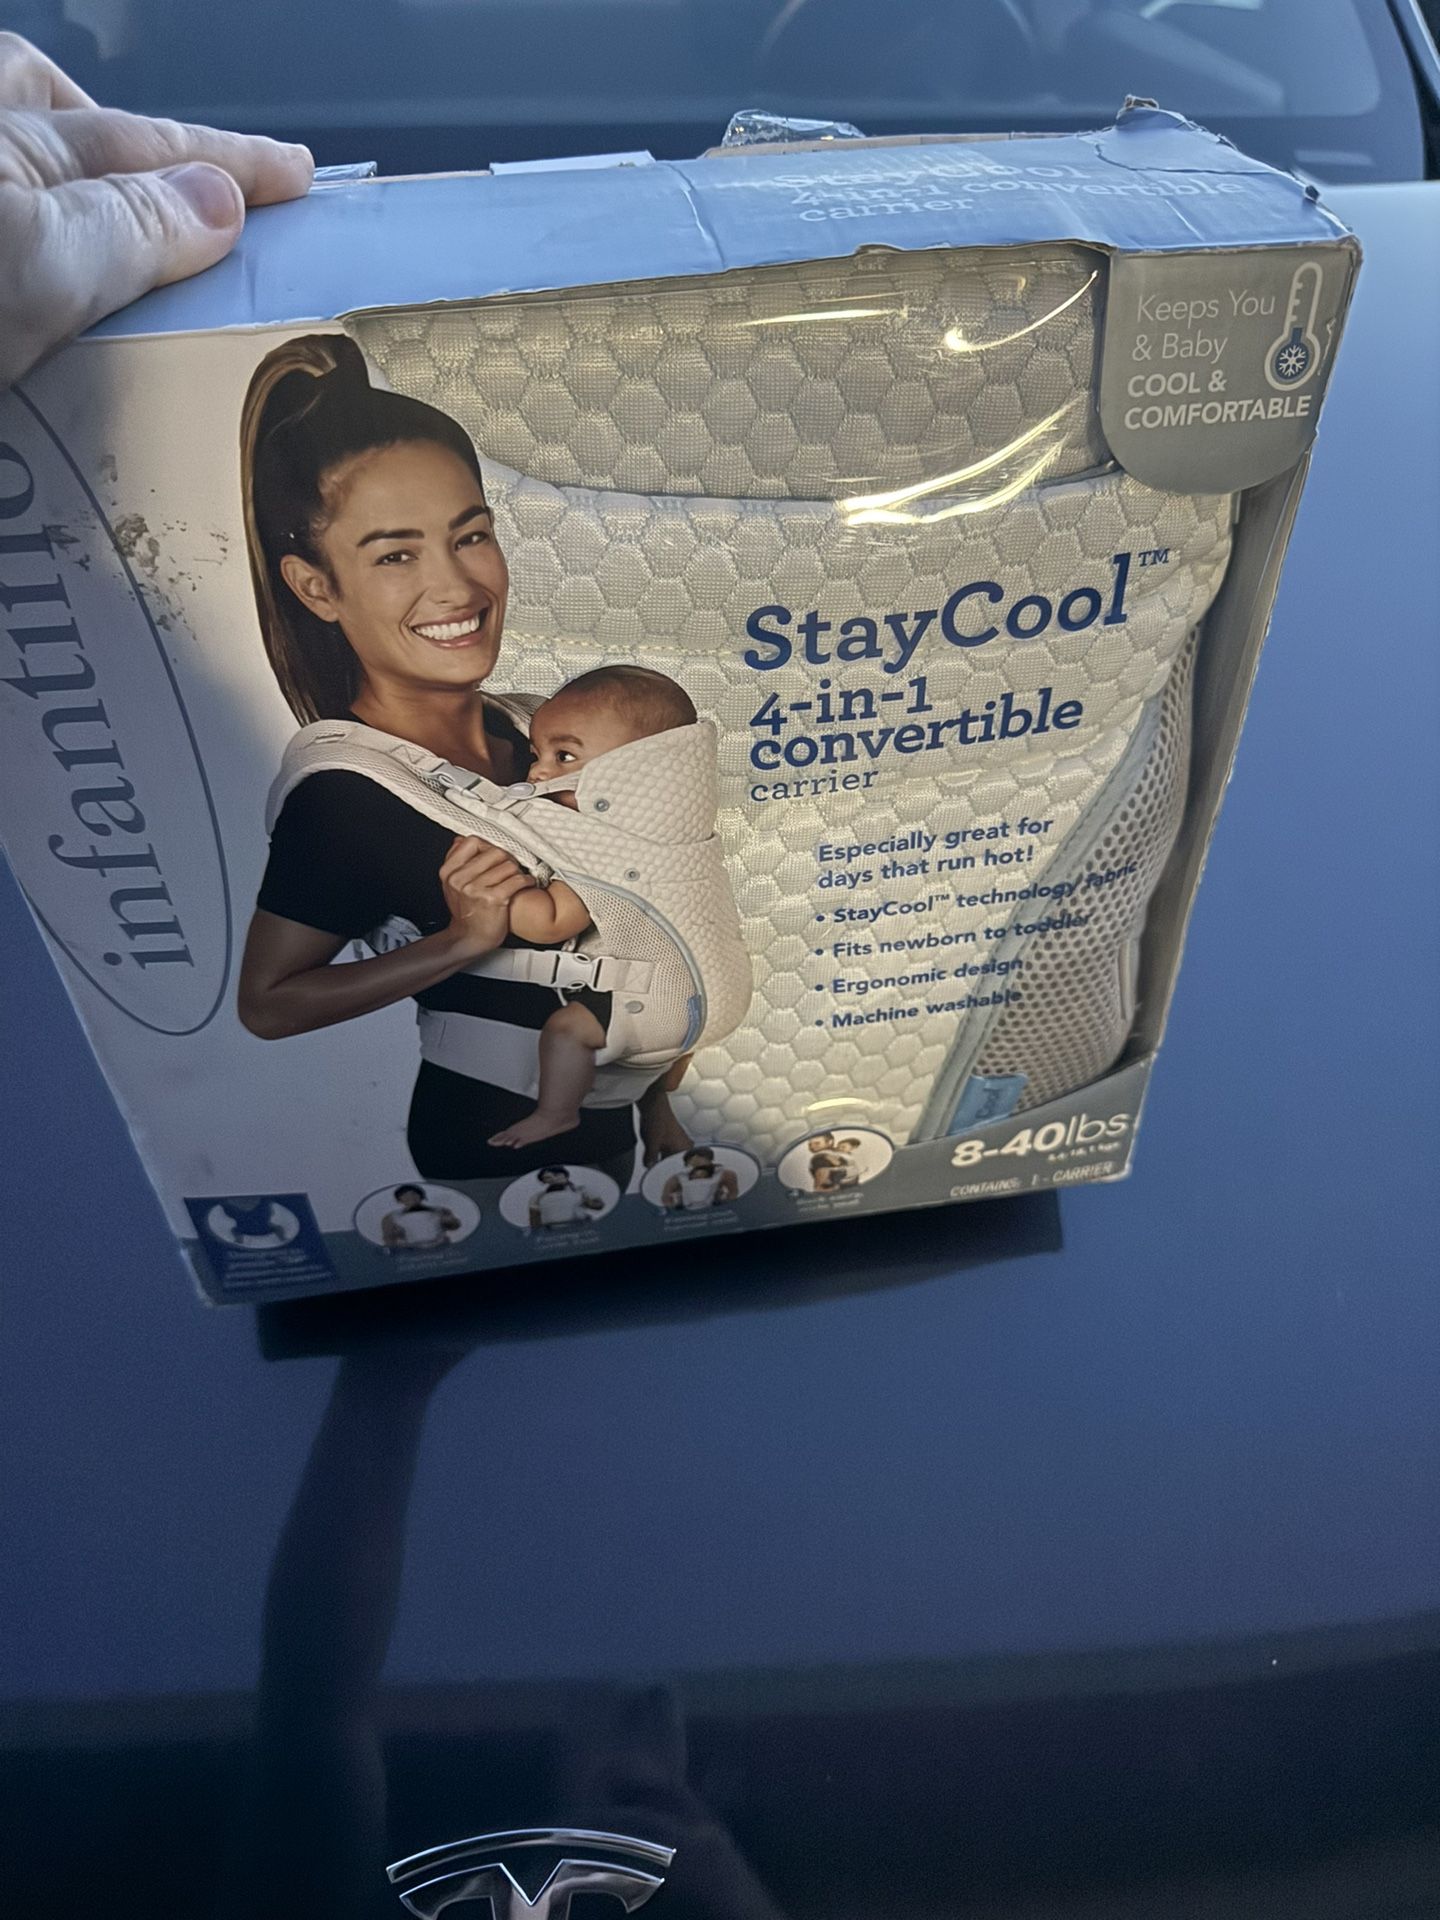 StayCool
4-in-1 convertible
carrier
Keeps You
& Baby
COOL &
COMFORTABLE
infantino
StayCool™
4-in-1
convertible
carrier
Especially great for
days that run hot!
• StayCool™ technology fabric
• Fits newborn to toddler
• Ergonomic design
• Machine washable
Cool
8-40lbs
CONTAINS: 1 - CARRIER